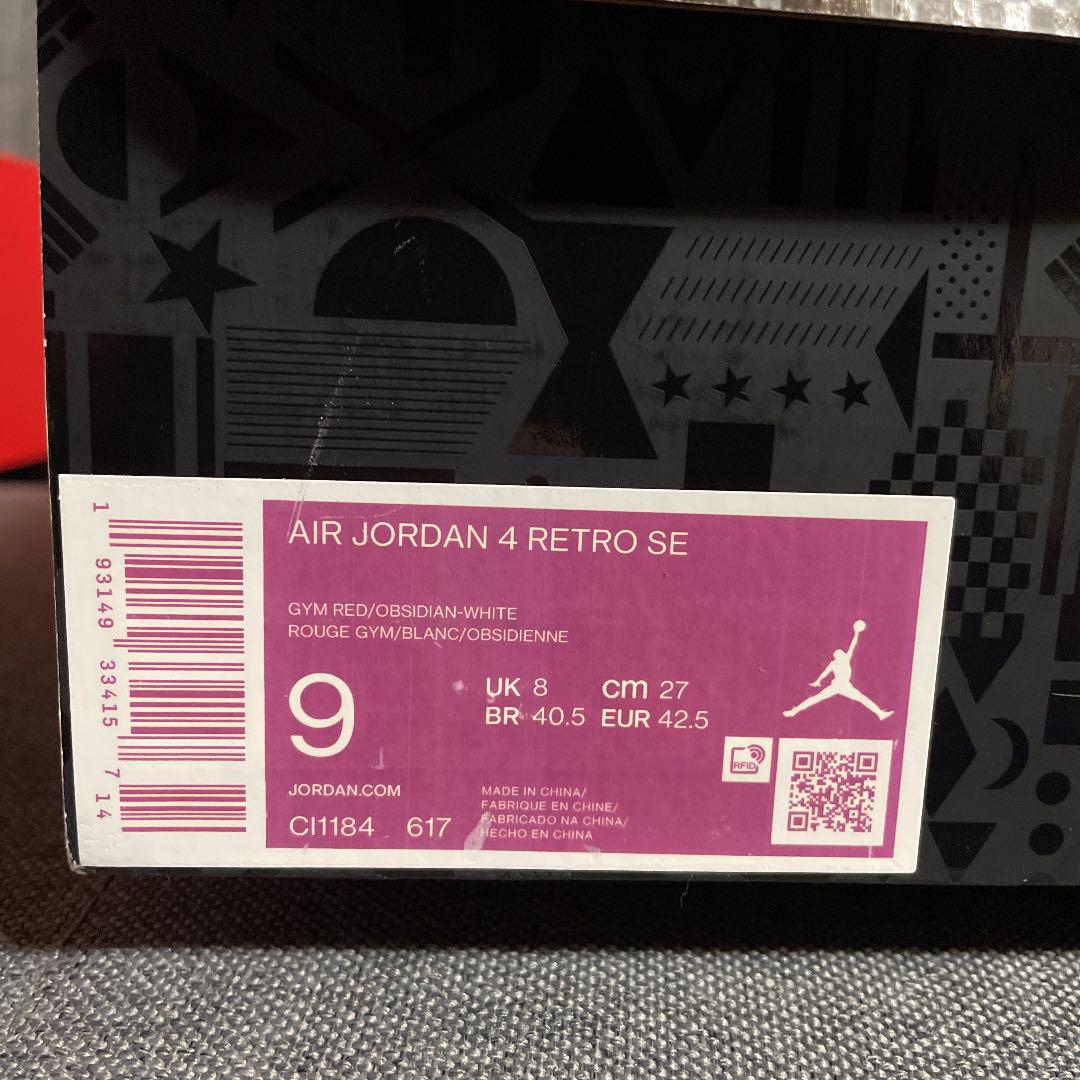 AIR JORDAN 4 RETRO SE
GYM RED/OBSIDIAN-WHITE
ROUGE GYM/BLANC/OBSIDIENNE
9
UK 8 cm 27
BR 40.5 EUR 42.5
RFID
JORDAN.COM
CI1184 617
MADE IN CHINA/
FABRIQUE EN CHINE/
FABRICADO NA CHINA/
HECHO EN CHINA
1 93149 33415 7 14